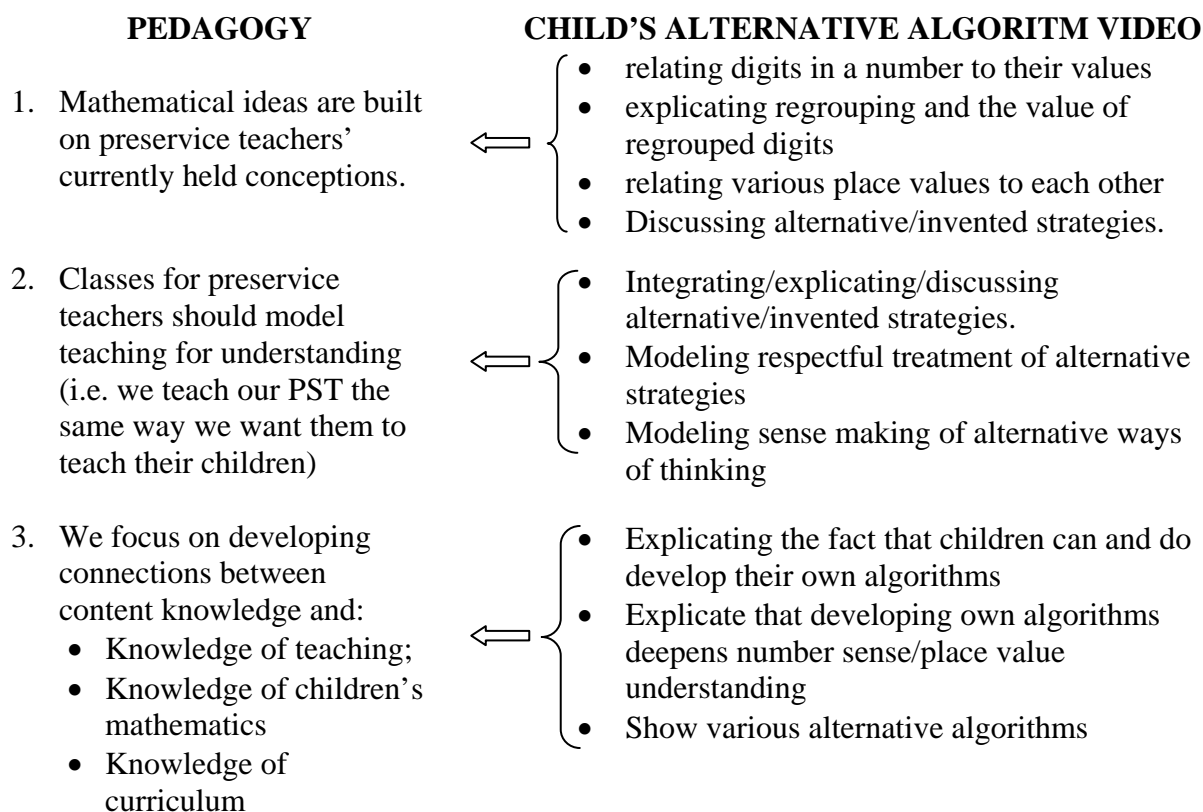 PEDAGOGY
1. Mathematical ideas are built
on preservice teachers’
currently held conceptions.
2. Classes for preservice
teachers should model
teaching for understanding
(i.e. we teach our PST the
same way we want them to
teach their children)
3. We focus on developing
connections between
content knowledge and:
• Knowledge of teaching;
• Knowledge of children’s
mathematics
• Knowledge of
curriculum
CHILD’S ALTERNATIVE ALGORITM VIDEO
• relating digits in a number to their values
• explicating regrouping and the value of
regrouped digits
• relating various place values to each other
• Discussing alternative/invented strategies.
• Integrating/explicating/discussing
alternative/invented strategies.
• Modeling respectful treatment of alternative
strategies
• Modeling sense making of alternative ways
of thinking
• Explicating the fact that children can and do
develop their own algorithms
• Explicate that developing own algorithms
deepens number sense/place value
understanding
• Show various alternative algorithms